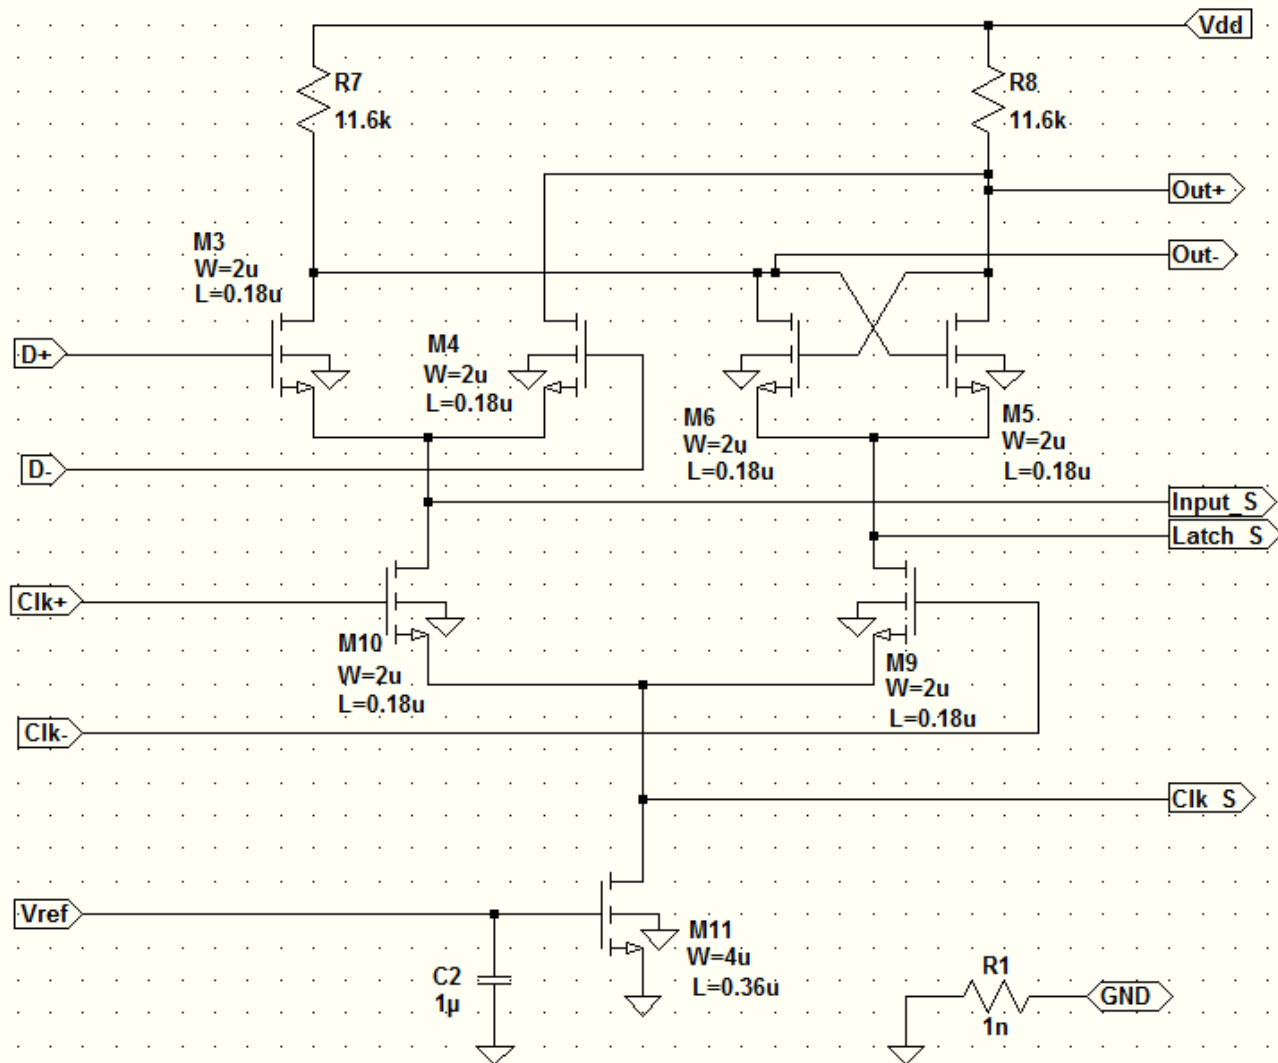 Vdd
R7
11.6k
R8
11.6k
Out+
Out-
M3
W=2u
L=0.18u
D+
M4
W=2u
L=0.18u
M6
W=2u
L=0.18u
M5
W=2u
L=0.18u
D-
Input_S
Latch_S
Clk+
M10
W=2u
L=0.18u
M9
W=2u
L=0.18u
Clk-
Clk_S
Vref
M11
W=4u
L=0.36u
C2
1µ
R1
1n
GND